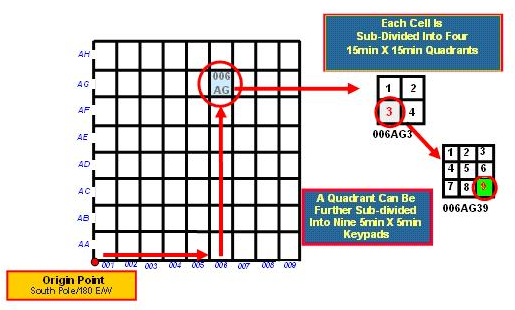 Each Cell Is
Sub-Divided Into Four
15min X 15min Quadrants
AH
AG
AF
AE
AD
AC
AB
AA
006
AG
001 002 003 004 005 006 007 008 009
1 2
3 4
006AG3
1 2 3
4 5 6
7 8 9
006AG39
A Quadrant Can Be
Further Sub-divided
Into Nine 5min X 5min
Keypads
Origin Point
South Pole/180 E/W